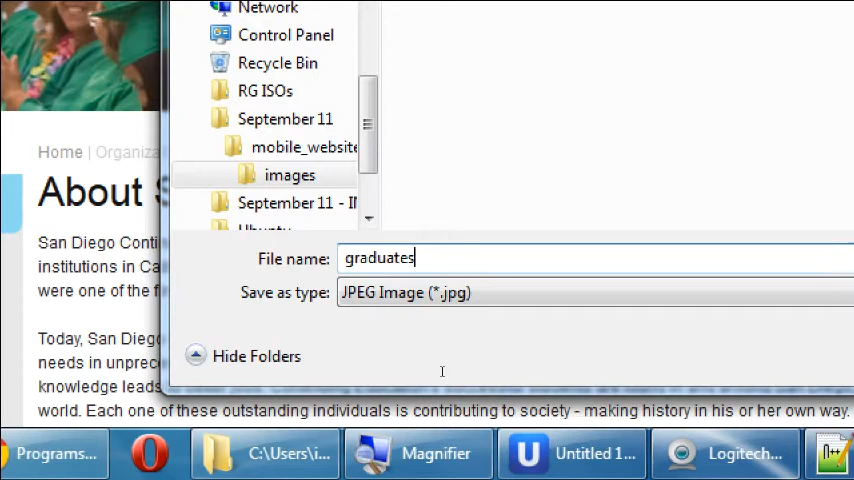 Network
Control Panel
Recycle Bin
RG ISOs
September 11
mobile_website
images
September 11 - I
Ubuntu
Home | Organiza
About S
San Diego Conti
institutions in Ca
were one of the f
File name: graduates
Save as type: JPEG Image (*.jpg)
Hide Folders
Today, San Diego
needs in unprec
knowledge leads
world. Each one of these outstanding individuals is contributing to society - making history in his or her own way.
Programs...
C:\Users\i...
Magnifier
U Untitled 1...
Logitech...
n++